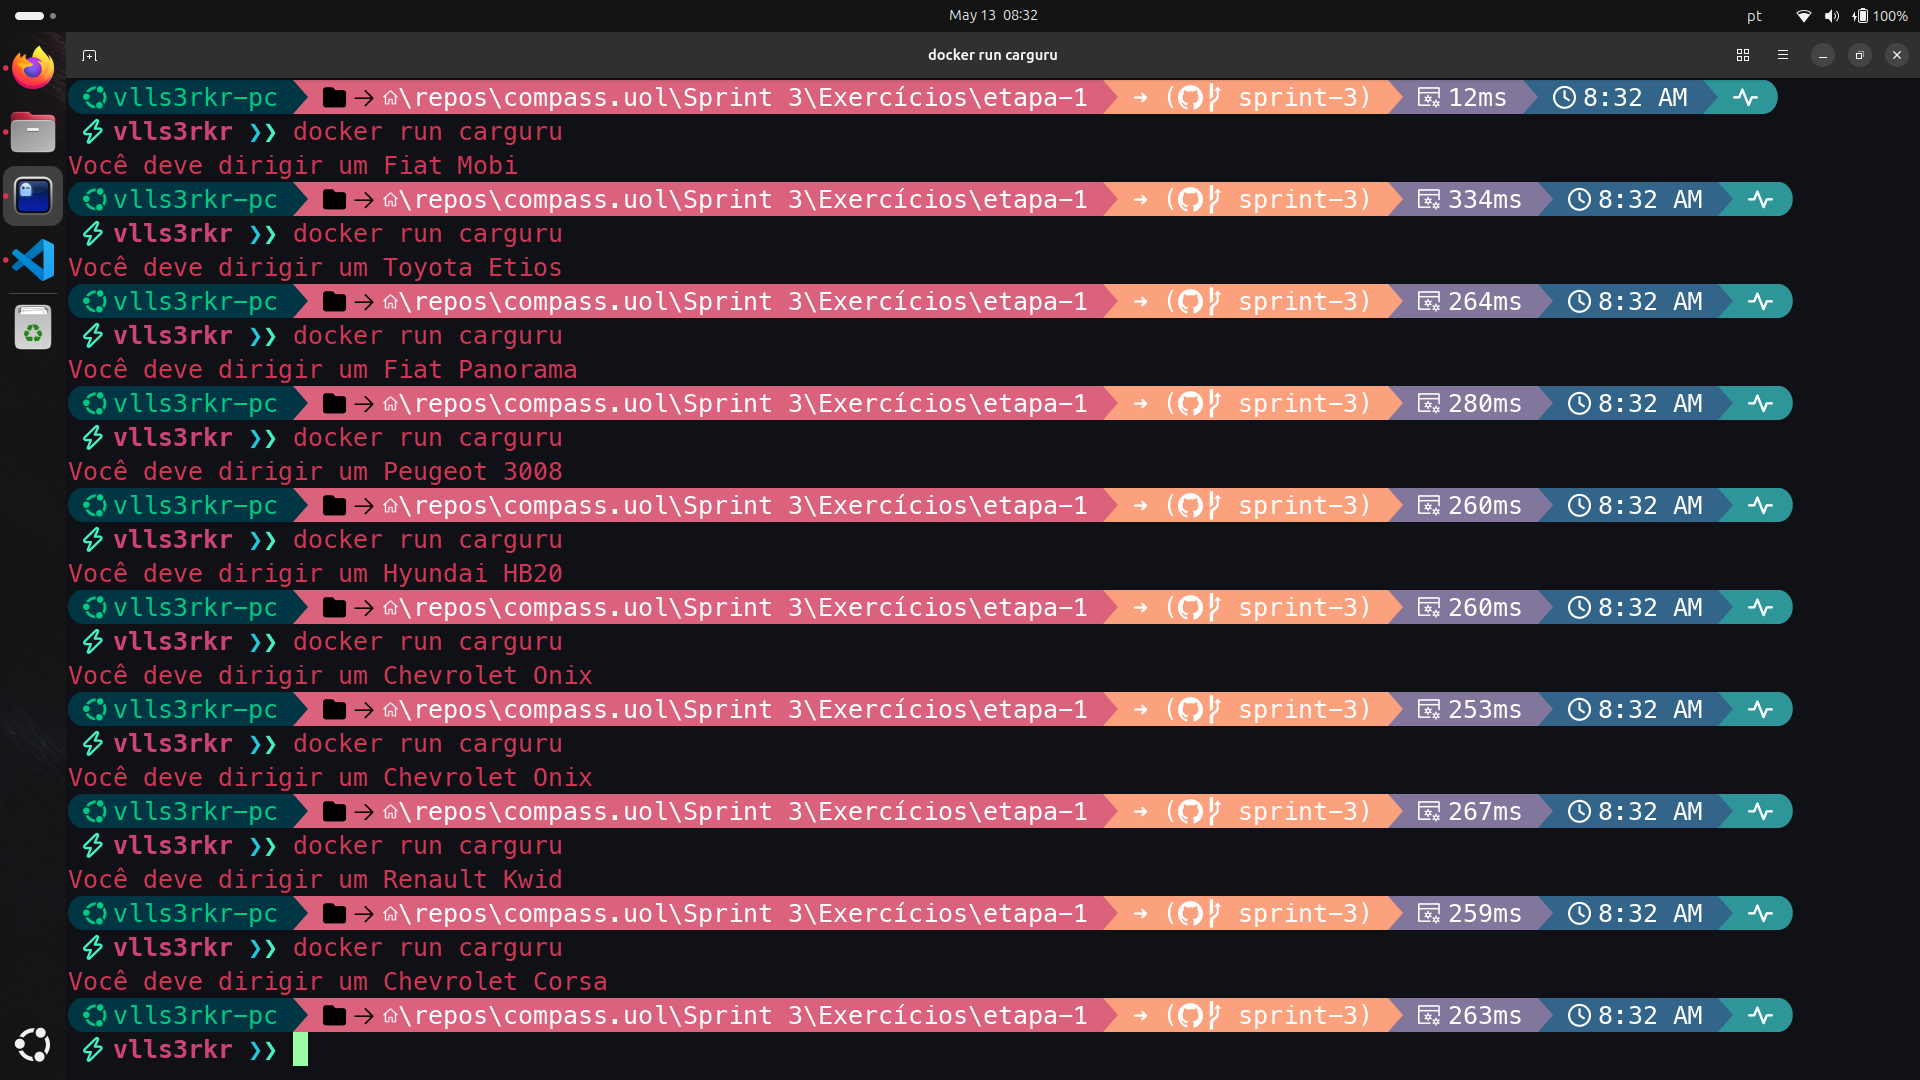 May 13 08:32
pt
100%
docker run carguru
vlls3rkr-pc \repos\compass.uol\Sprint 3\Exercícios\etapa-1 ( sprint-3) 12ms 8:32 AM
vlls3rkr ❯❯ docker run carguru
Você deve dirigir um Fiat Mobi
vlls3rkr-pc \repos\compass.uol\Sprint 3\Exercícios\etapa-1 ( sprint-3) 334ms 8:32 AM
vlls3rkr ❯❯ docker run carguru
Você deve dirigir um Toyota Etios
vlls3rkr-pc \repos\compass.uol\Sprint 3\Exercícios\etapa-1 ( sprint-3) 264ms 8:32 AM
vlls3rkr ❯❯ docker run carguru
Você deve dirigir um Fiat Panorama
vlls3rkr-pc \repos\compass.uol\Sprint 3\Exercícios\etapa-1 ( sprint-3) 280ms 8:32 AM
vlls3rkr ❯❯ docker run carguru
Você deve dirigir um Peugeot 3008
vlls3rkr-pc \repos\compass.uol\Sprint 3\Exercícios\etapa-1 ( sprint-3) 260ms 8:32 AM
vlls3rkr ❯❯ docker run carguru
Você deve dirigir um Hyundai HB20
vlls3rkr-pc \repos\compass.uol\Sprint 3\Exercícios\etapa-1 ( sprint-3) 260ms 8:32 AM
vlls3rkr ❯❯ docker run carguru
Você deve dirigir um Chevrolet Onix
vlls3rkr-pc \repos\compass.uol\Sprint 3\Exercícios\etapa-1 ( sprint-3) 253ms 8:32 AM
vlls3rkr ❯❯ docker run carguru
Você deve dirigir um Chevrolet Onix
vlls3rkr-pc \repos\compass.uol\Sprint 3\Exercícios\etapa-1 ( sprint-3) 267ms 8:32 AM
vlls3rkr ❯❯ docker run carguru
Você deve dirigir um Renault Kwid
vlls3rkr-pc \repos\compass.uol\Sprint 3\Exercícios\etapa-1 ( sprint-3) 259ms 8:32 AM
vlls3rkr ❯❯ docker run carguru
Você deve dirigir um Chevrolet Corsa
vlls3rkr-pc \repos\compass.uol\Sprint 3\Exercícios\etapa-1 ( sprint-3) 263ms 8:32 AM
vlls3rkr ❯❯